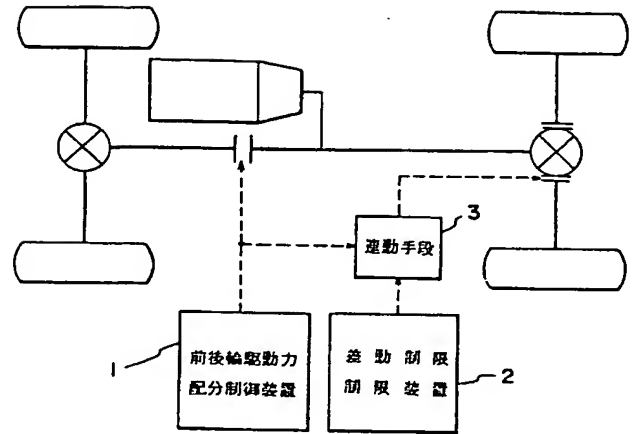 3
連動手段
1
前後輪駆動力
配分制御装置
差動制限
制限装置
2